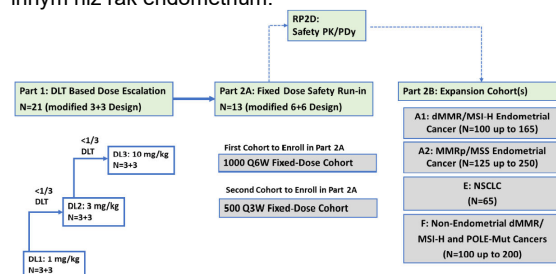 innym niż rak endometrium.
RP2D:
Safety PK/PDy
Part 1: DLT Based Dose Escalation
N=21 (modified 3+3 Design)
Part 2A: Fixed Dose Safety Run-in
N=13 (modified 6+6 Design)
Part 2B: Expansion Cohort(s)
A1: dMMR/MSI-H Endometrial
Cancer (N=100 up to 165)
A2: MMRp/MSS Endometrial
Cancer (N=125 up to 250)
E: NSCLC
(N=65)
F: Non-Endometrial dMMR/
MSI-H and POLE-Mut Cancers
(N=100 up to 200)
First Cohort to Enroll in Part 2A
1000 Q6W Fixed-Dose Cohort
Second Cohort to Enroll in Part 2A
500 Q3W Fixed-Dose Cohort
<1/3
DLT
DL3: 10 mg/kg
N=3+3
<1/3
DLT
DL2: 3 mg/kg
N=3+3
DL1: 1 mg/kg
N=3+3